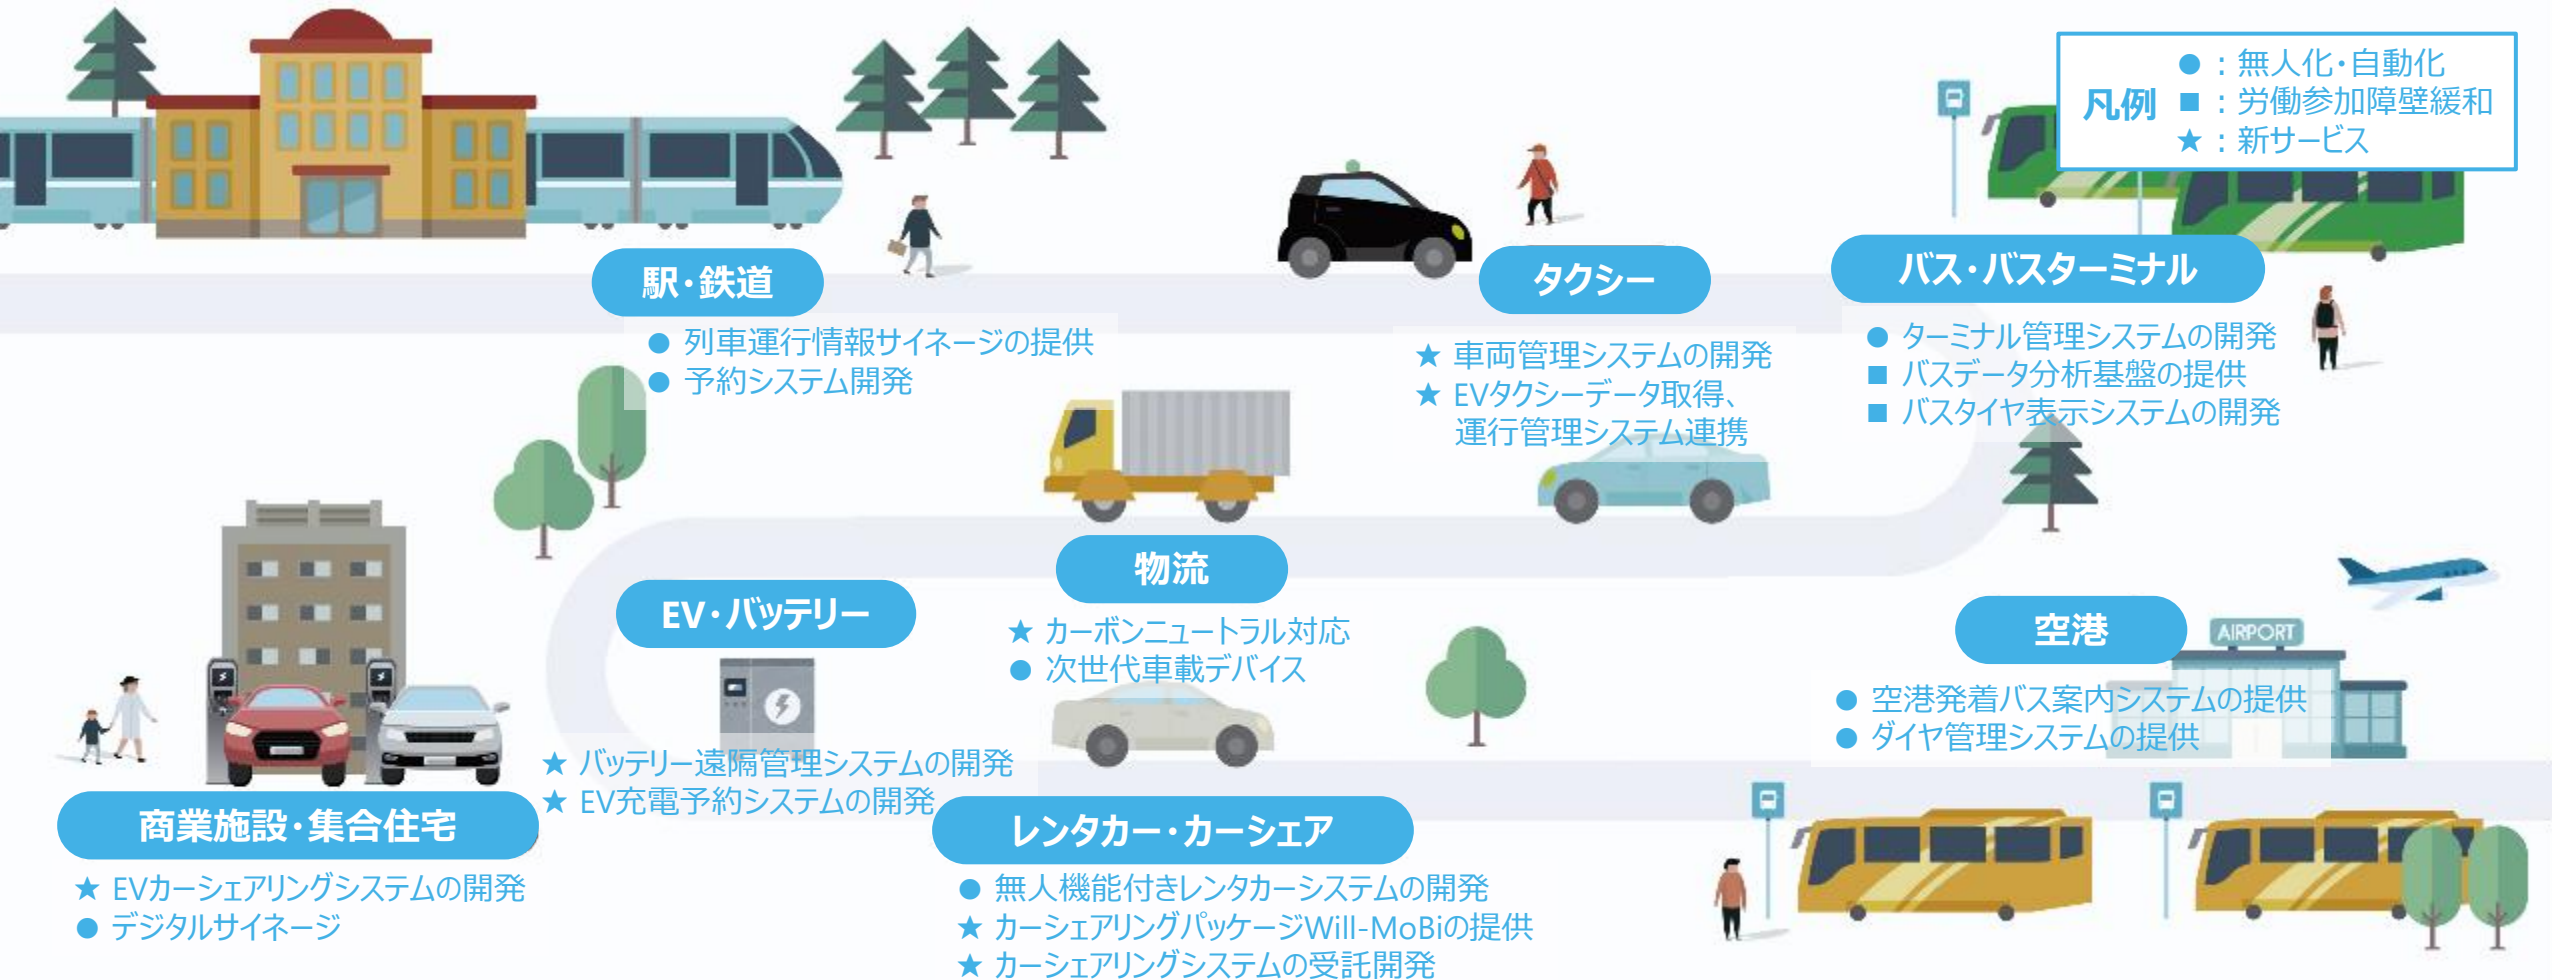 凡例
●：無人化・自動化
■：労働参加障壁緩和
★：新サービス
駅・鉄道
● 列車運行情報サイネージの提供
● 予約システム開発
タクシー
★ 車両管理システムの開発
★ EVタクシーデータ取得、
運行管理システム連携
バス・バスターミナル
● ターミナル管理システムの開発
■ バスデータ分析基盤の提供
■ バスタイヤ表示システムの開発
物流
★ カーボンニュートラル対応
● 次世代車載デバイス
EV・バッテリー
★ バッテリー遠隔管理システムの開発
★ EV充電予約システムの開発
空港
AIRPORT
● 空港発着バス案内システムの提供
● ダイヤ管理システムの提供
商業施設・集合住宅
★ EVカーシェアリングシステムの開発
● デジタルサイネージ
レンタカー・カーシェア
● 無人機能付きレンタカーシステムの開発
★ カーシェアリングパッケージWill-MoBiの提供
★ カーシェアリングシステムの受託開発